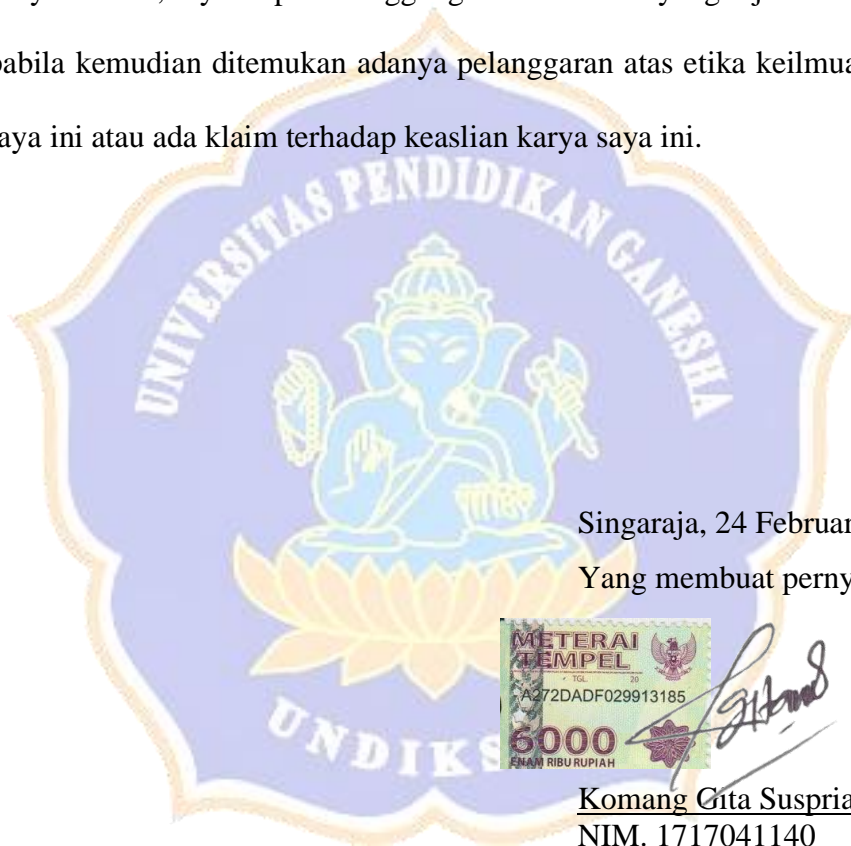 abila kemudian ditemukan adanya pelanggaran atas etika keilmua
aya ini atau ada klaim terhadap keaslian karya saya ini.
UNIVERSITAS PENDIDIKAN GANESHA
Singaraja, 24 Februar
Yang membuat perny
METERAI
TEMPEL
TGL. 20
A272DADF029913185
6000
ENAM RIBU RUPIAH
UNDIKS
Komang Gita Suspria
NIM. 1717041140